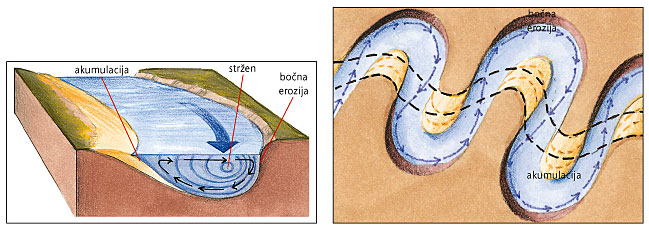 akumulacija
stržen
bočna
erozija
bočna
erozija
akumulacija